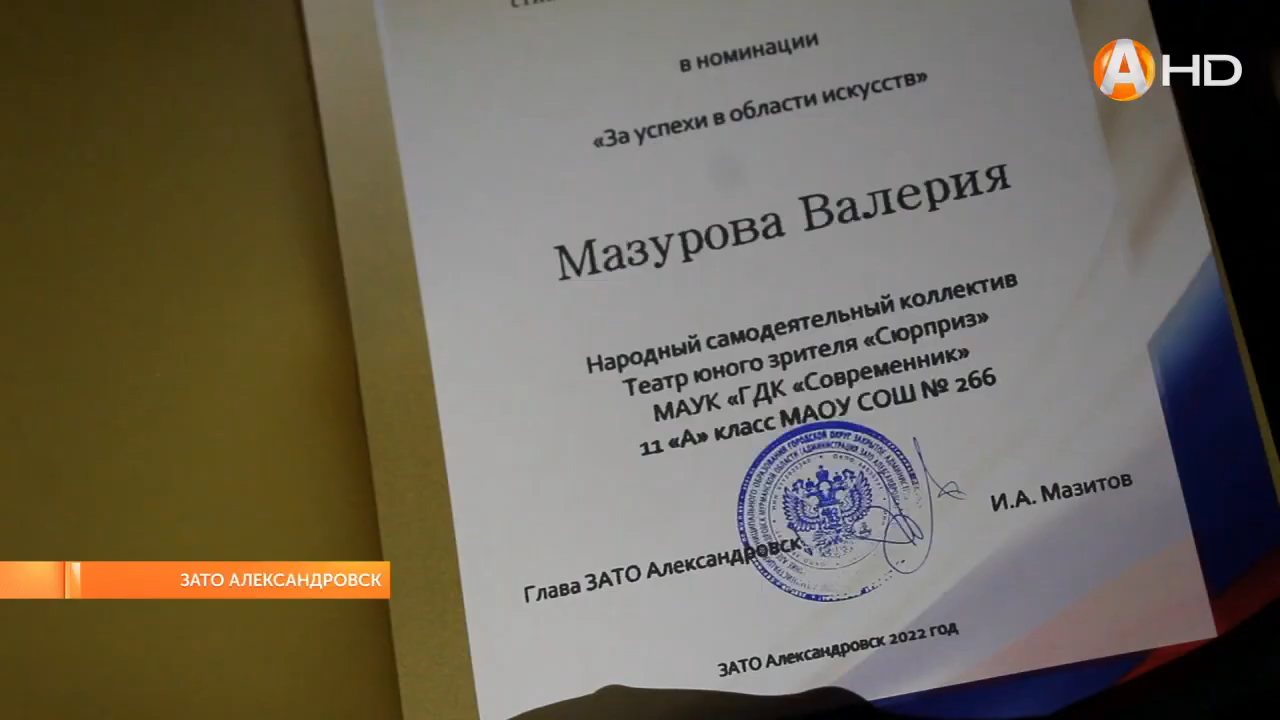 в номинации
«За успехи в области искусств»
Мазурова Валерия
Народный самодеятельный коллектив
Театр юного зрителя «Сюрприз»
МАУК «ГДК «Современник»
11 «А» класс МАОУ СОШ № 266
Глава ЗАТО Александровск
И.А. Мазитов
ЗАТО Александровск 2022 год
ЗАТО АЛЕКСАНДРОВСК
А HD